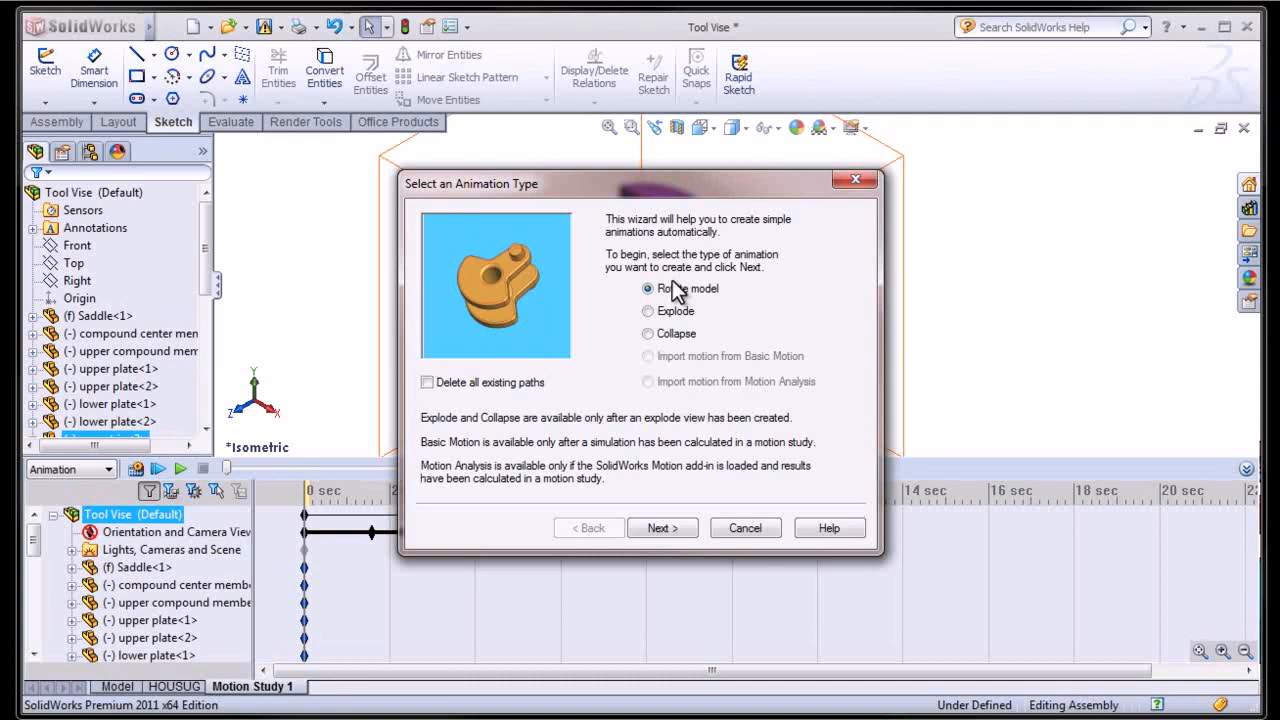 SolidWorks
Tool Vise *
Search SolidWorks Help
Sketch
Smart
Dimension
Trim
Entities
Convert
Entities
Offset
Entities
Mirror Entities
Linear Sketch Pattern
Move Entities
Display/Delete
Relations
Repair
Sketch
Quick
Snaps
Rapid
Sketch
Assembly
Layout
Sketch
Evaluate
Render Tools
Office Products
Tool Vise (Default)
Sensors
Annotations
Front
Top
Right
Origin
(f) Saddle<1>
(-) compound center memb
(-) upper compound mem
(-) upper plate<1>
(-) upper plate<2>
(-) lower plate<1>
(-) lower plate<2>
Y
Z
X
*Isometric
Select an Animation Type
This wizard will help you to create simple
animations automatically.
To begin, select the type of animation
you want to create and click Next.
model
Explode
Collapse
Import motion from Basic Motion
Import motion from Motion Analysis
Delete all existing paths
Explode and Collapse are available only after an explode view has been created.
Basic Motion is available only after a simulation has been calculated in a motion study.
Motion Analysis is available only if the SolidWorks Motion add-in is loaded and results
have been calculated in a motion study.
< Back
Next >
Cancel
Help
Animation
0 sec
2
14 sec
16 sec
18 sec
20 sec
22
Tool Vise (Default)
Orientation and Camera View
Lights, Cameras and Scene
(f) Saddle<1>
(-) compound center membe
(-) upper compound membe
(-) upper plate<1>
(-) upper plate<2>
(-) lower plate<1>
Model
HOUSUG
Motion Study 1
SolidWorks Premium 2011 x64 Edition
Under Defined
Editing Assembly